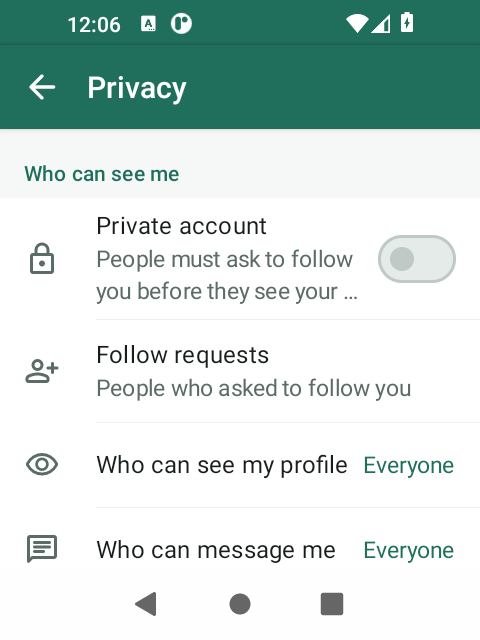 12:06
Privacy
Who can see me
Private account
People must ask to follow
you before they see your ...
Follow requests
People who asked to follow you
Who can see my profile Everyone
Who can message me Everyone